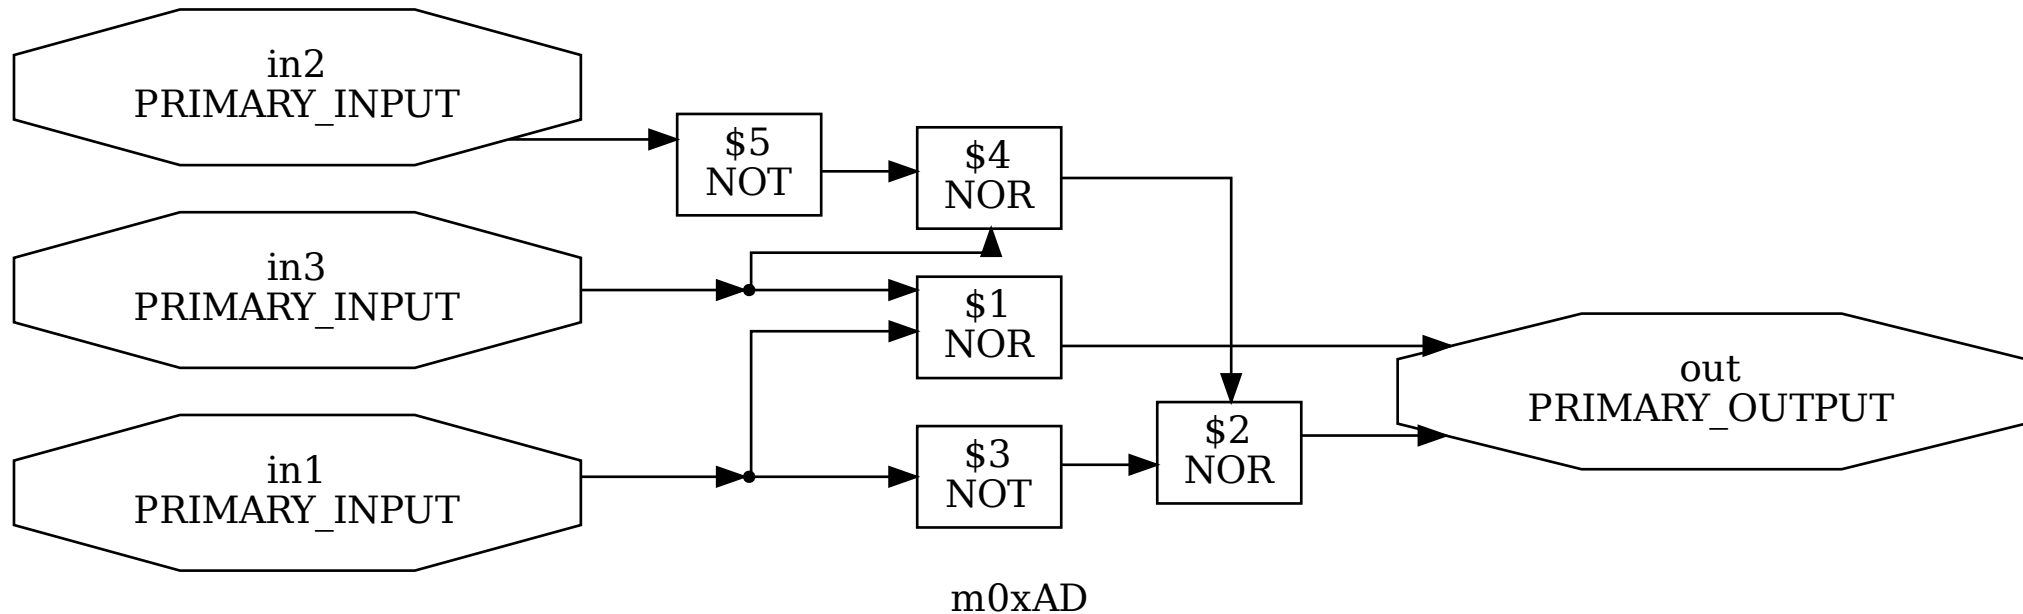 in2
PRIMARY_INPUT
$5
NOT
$4
NOR
in3
PRIMARY_INPUT
$1
NOR
out
PRIMARY_OUTPUT
$2
NOR
in1
PRIMARY_INPUT
$3
NOT
m0xAD